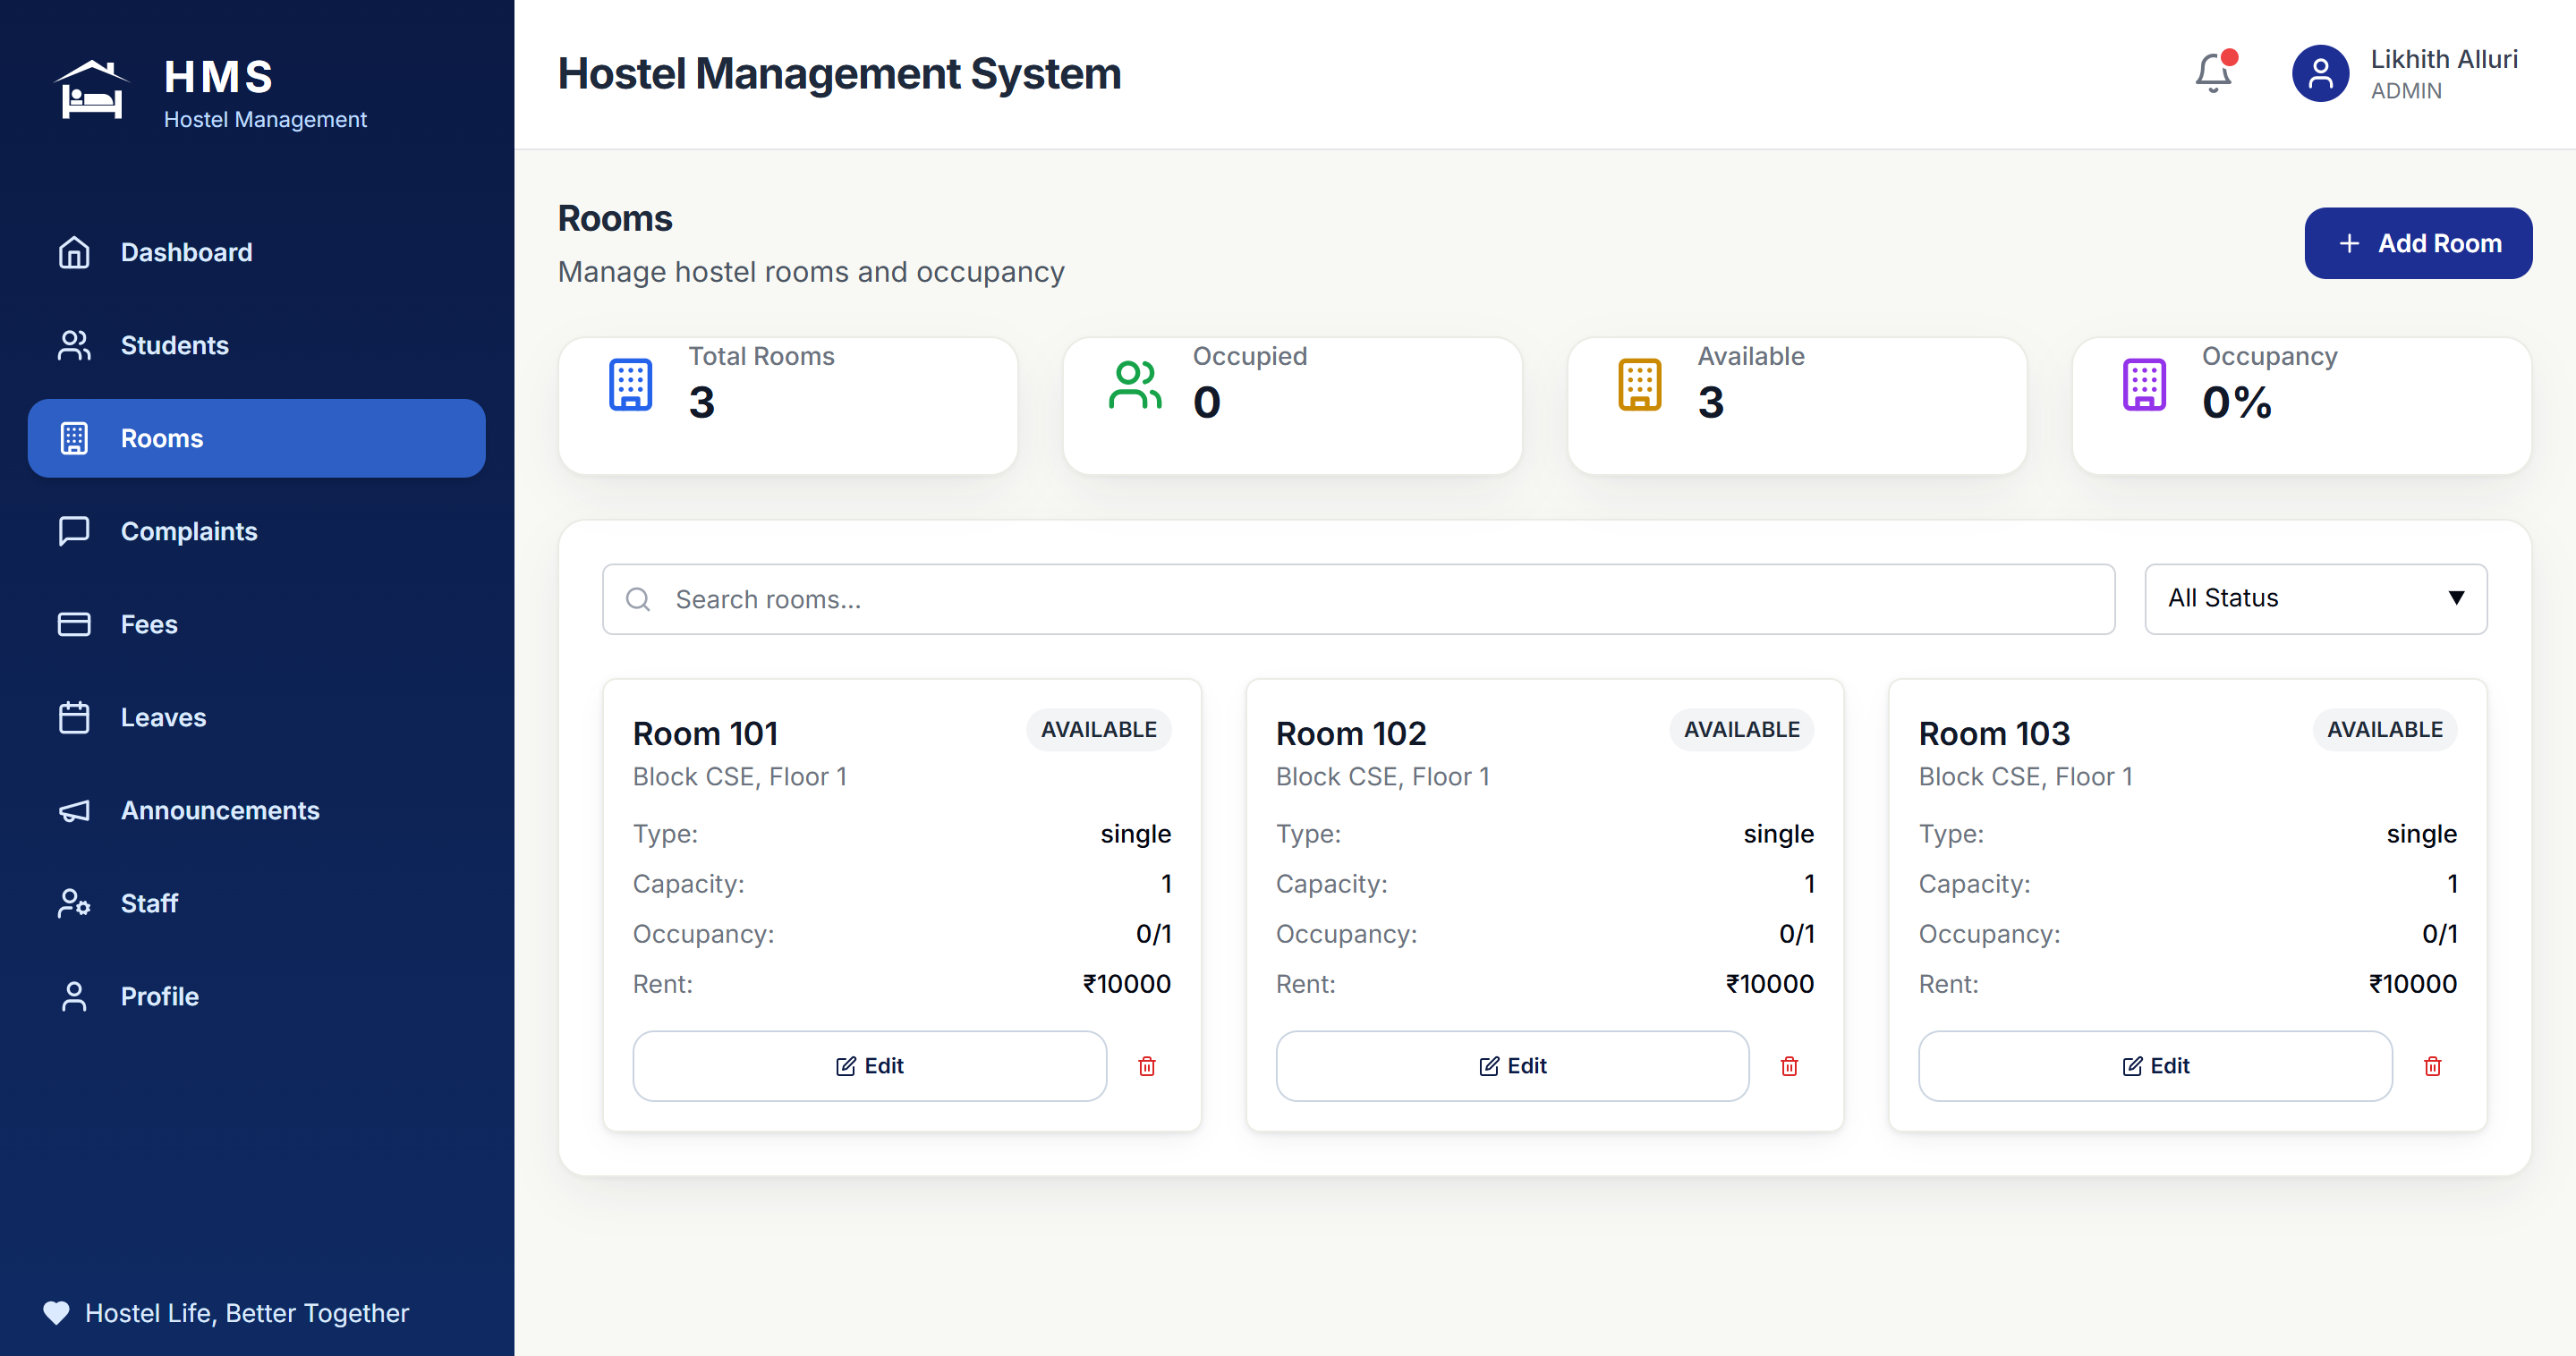 HMS
Hostel Management
Dashboard
Students
Rooms
Complaints
Fees
Leaves
Announcements
Staff
Profile
Hostel Life, Better Together
Hostel Management System
Likhith Alluri
ADMIN
Rooms
Manage hostel rooms and occupancy
Add Room
Total Rooms
3
Occupied
0
Available
3
Occupancy
0%
Search rooms...
All Status
Room 101 AVAILABLE
Block CSE, Floor 1
Type: single
Capacity: 1
Occupancy: 0/1
Rent: ₹10000
Edit
Room 102 AVAILABLE
Block CSE, Floor 1
Type: single
Capacity: 1
Occupancy: 0/1
Rent: ₹10000
Edit
Room 103 AVAILABLE
Block CSE, Floor 1
Type: single
Capacity: 1
Occupancy: 0/1
Rent: ₹10000
Edit